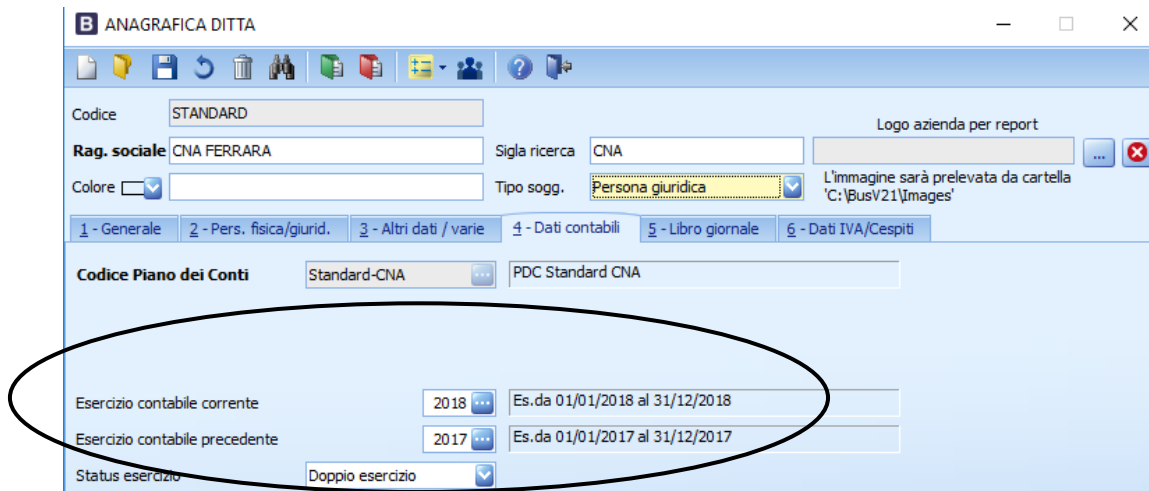 B ANAGRAFICA DITTA
Codice STANDARD
Logo azienda per report
Rag. sociale CNA FERRARA Sigla ricerca CNA ...
Colore Tipo sogg. Persona giuridica L'immagine sarà prelevata da cartella
'C:\BusV21\Images'
1 - Generale 2 - Pers. fisica/giurid. 3 - Altri dati / varie 4 - Dati contabili 5 - Libro giornale 6 - Dati IVA/Cespiti
Codice Piano dei Conti Standard-CNA ... PDC Standard CNA
Esercizio contabile corrente 2018 ... Es.da 01/01/2018 al 31/12/2018
Esercizio contabile precedente 2017 ... Es.da 01/01/2017 al 31/12/2017
Status esercizio Doppio esercizio